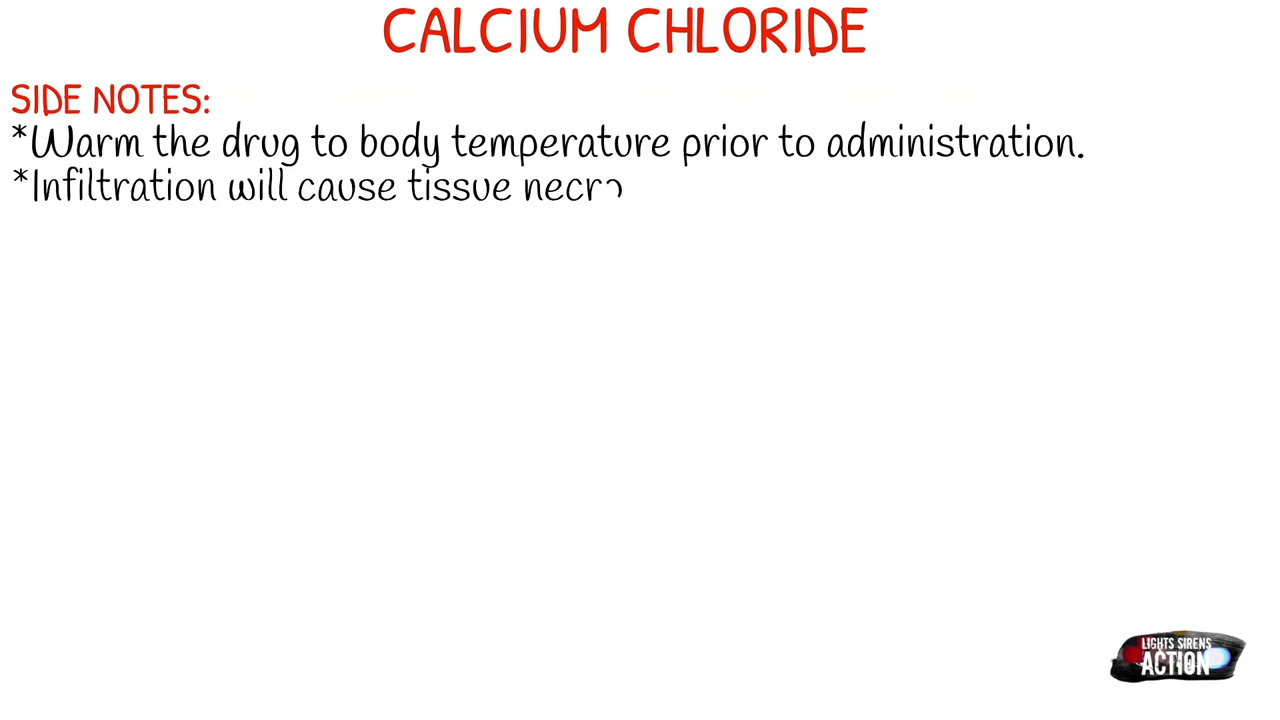 CALCIUM CHLORIDE
SIDE NOTES:
*Warm the drug to body temperature prior to administration.
*Infiltration will cause tissue necr
LIGHTS SIRENS
ACTION